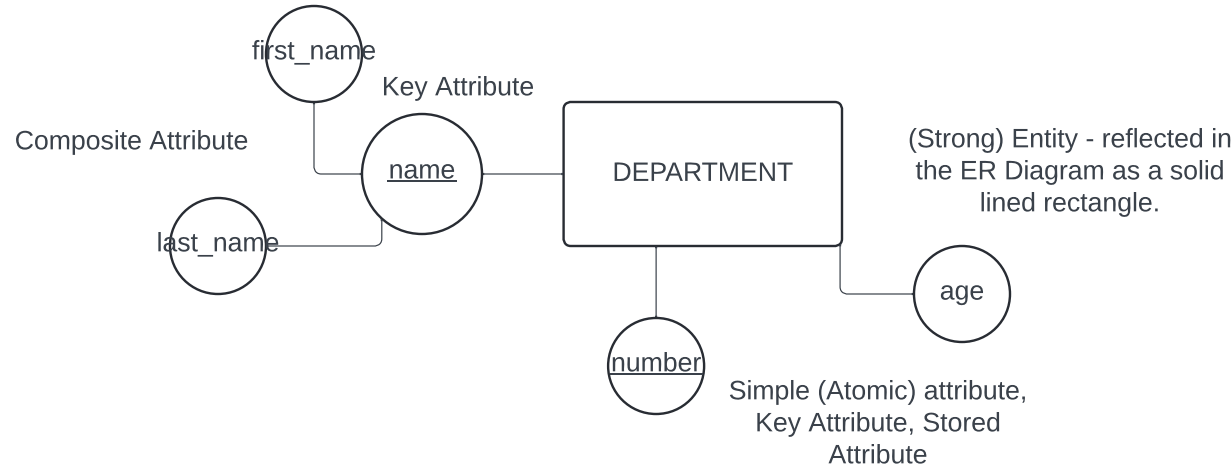 first_name
Key Attribute
Composite Attribute
name
DEPARTMENT
(Strong) Entity - reflected in
the ER Diagram as a solid
lined rectangle.
last_name
age
number
Simple (Atomic) attribute,
Key Attribute, Stored
Attribute